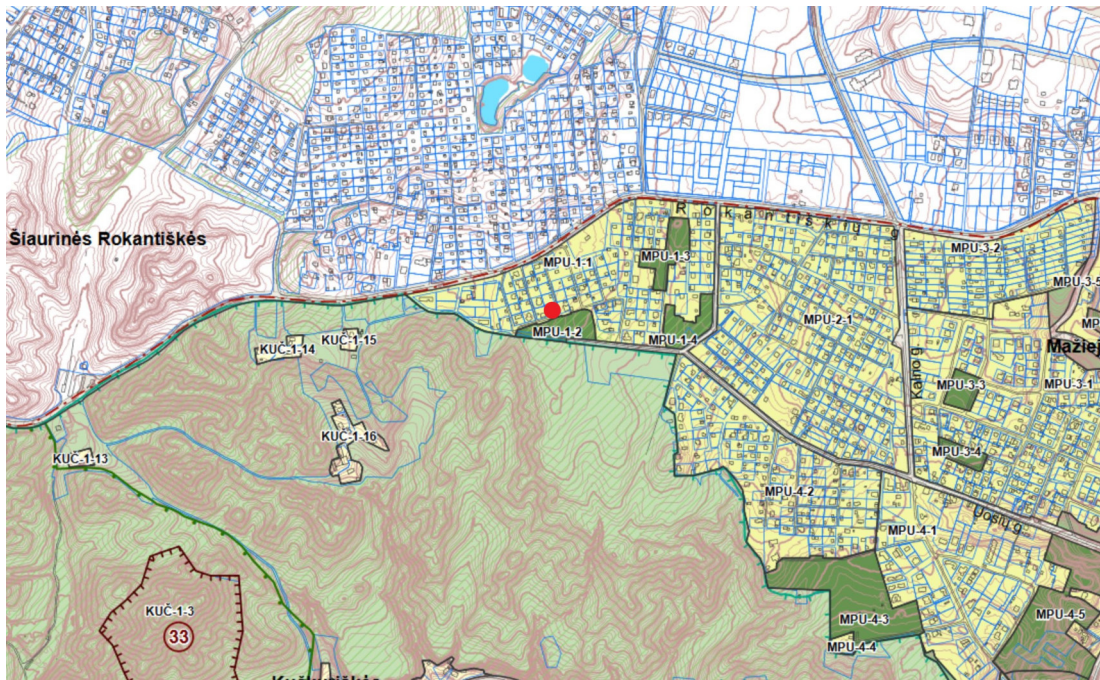 Rokantiškių g.
Šiaurinės Rokantiškės
MPU-3-2
MPU-1-1
MPU-1-3
MPU-3-5
MPU-2-1
MPU-1-2
MPU-1-4
KUČ-1-15
KUČ-1-14
Kalno g.
MPU-3-3
MPU-3-1
KUČ-1-16
MPU-3-4
KUČ-1-13
MPU-4-2
Uosių g.
MPU-4-1
KUČ-1-3
33
MPU-4-3
MPU-4-5
MPU-4-4